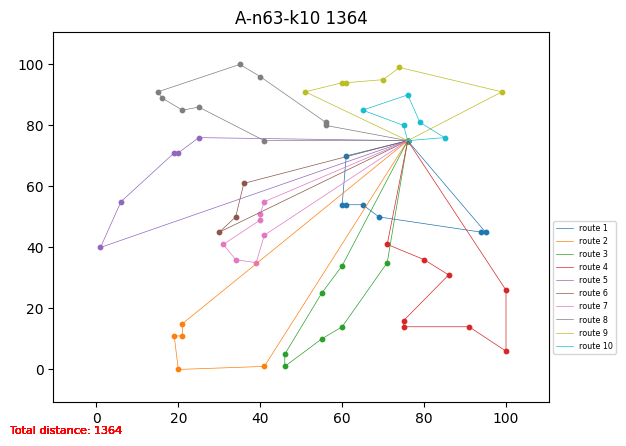 A-n63-k10 1364
100
80
60
40
20
0
0 20 40 60 80 100
route 1
route 2
route 3
route 4
route 5
route 6
route 7
route 8
route 9
route 10
Total distance: 1364